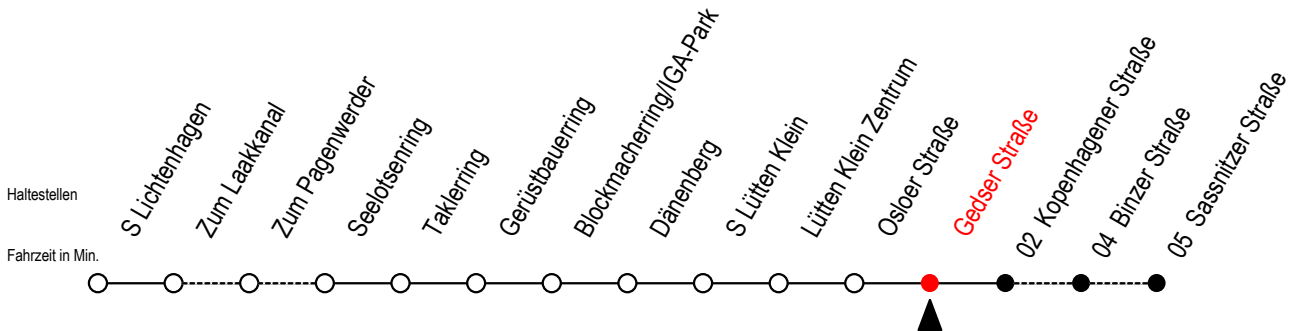 Haltestellen
Fahrzeit in Min.
S Lichtenhagen
Zum Laakkanal
Zum Pagenwerder
Seelotsenring
Taklerring
Gerüstbauerring
Blockmacherring/IGA-Park
Dänenberg
S Lütten Klein
Lütten Klein Zentrum
Osloer Straße
Gedser Straße
02 Kopenhagener Straße
04 Binzer Straße
05 Sassnitzer Straße